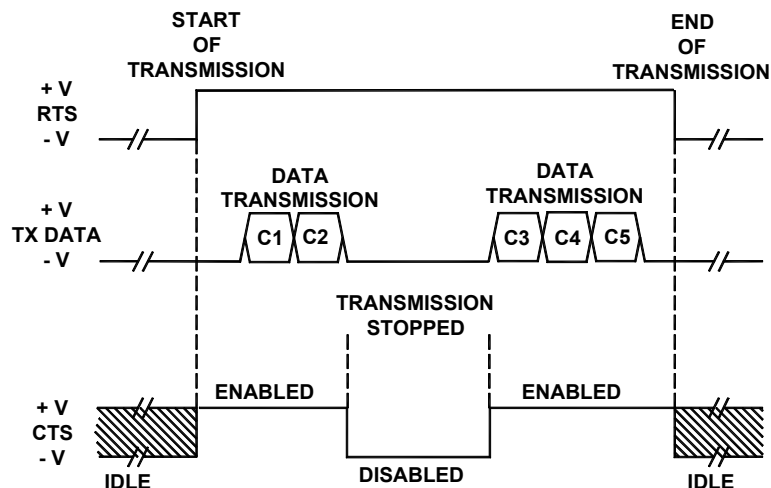 START
OF
TRANSMISSION
END
OF
TRANSMISSION
+ V
RTS
- V
DATA
TRANSMISSION
DATA
TRANSMISSION
+ V
TX DATA
- V
C1 C2 C3 C4 C5
TRANSMISSION
STOPPED
ENABLED ENABLED
+ V
CTS
- V
IDLE DISABLED IDLE